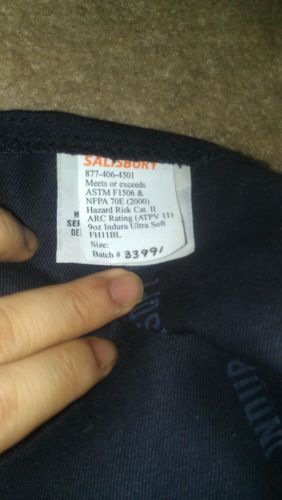 SALISBURY
877-406-4501
Meets or exceeds
ASTM F1506 &
NFPA 70E (2000)
Hazard Risk Cat. II
ARC Rating (ATPV 11)
9oz Indura Ultra Soft
FH11BL
Size:
Batch # 33991